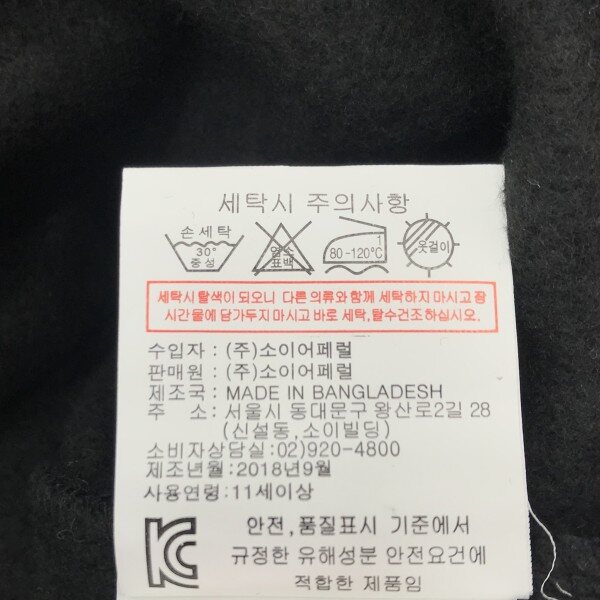 세탁시 주의사항
손세탁
30°
중성
염소
표백
1
80-120°C
옷걸이
세탁시 탈색이 되오니 다른 의류와 함께 세탁하지 마시고 장
시간 물에 담가두지 마시고 바로 세탁,탈수건조하십시오.
수입자 : (주)소이어페럴
판매원 : (주)소이어페럴
제조국 : MADE IN BANGLADESH
주 소 : 서울시 동대문구 왕산로2길 28
(신설동,소이빌딩)
소비자상담실:02)920-4800
제조년월:2018년9월
사용연령:11세이상
안전,품질표시 기준에서
규정한 유해성분 안전요건에
적합한 제품임